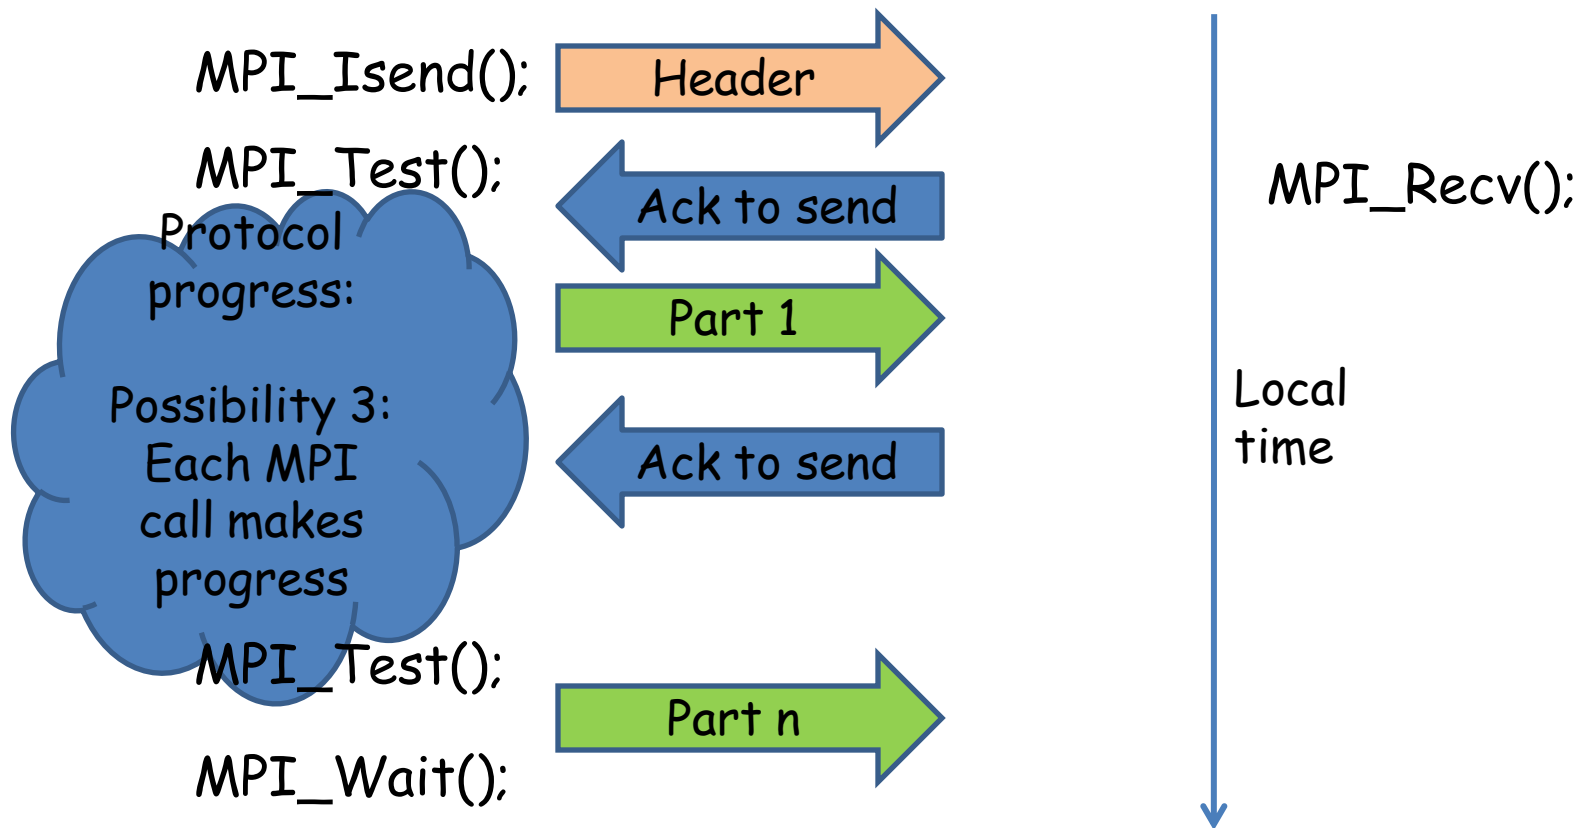 MPI_Isend();
Header
MPI_Test();
Ack to send
MPI_Recv();
Protocol
progress:
Part 1
Possibility 3:
Each MPI
call makes
progress
Ack to send
Local
time
MPI_Test();
Part n
MPI_Wait();